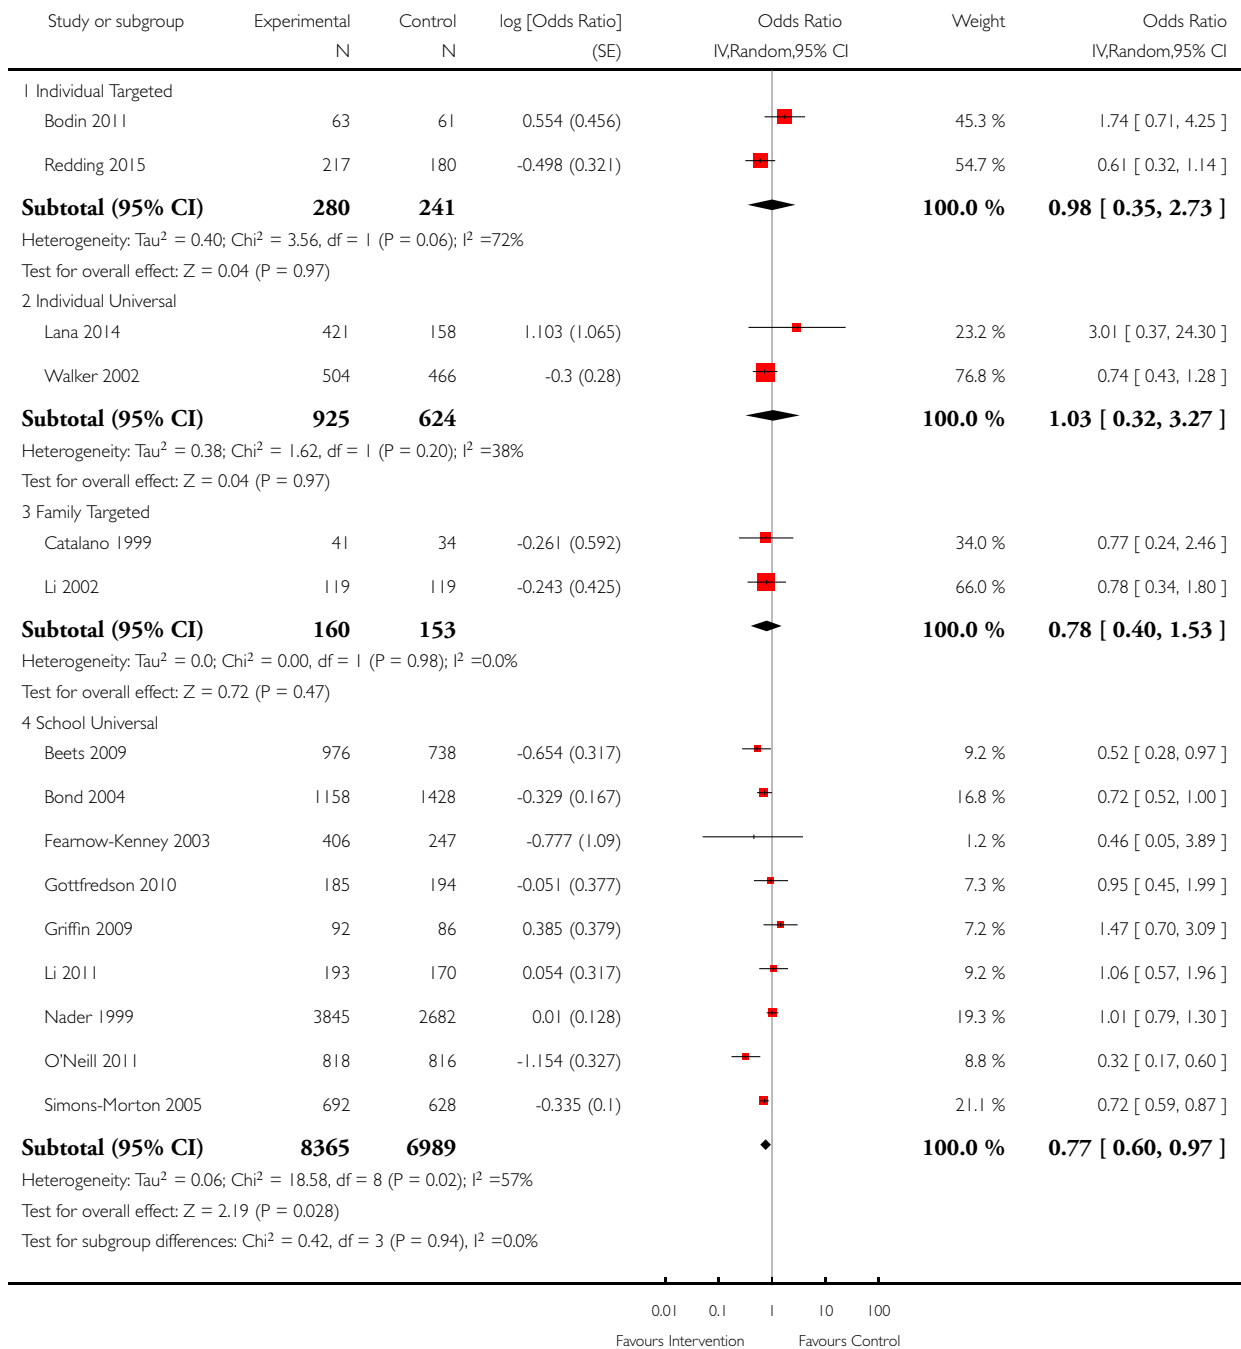 Study or subgroup Experimental Control log [Odds Ratio] Odds Ratio Weight Odds Ratio
N N (SE) IV,Random,95% CI IV,Random,95% CI
1 Individual Targeted
Bodin 2011 63 61 0.554 (0.456) 45.3 % 1.74 [ 0.71, 4.25 ]
Redding 2015 217 180 -0.498 (0.321) 54.7 % 0.61 [ 0.32, 1.14 ]
Subtotal (95% CI) 280 241 100.0 % 0.98 [ 0.35, 2.73 ]
Heterogeneity: Tau² = 0.40; Chi² = 3.56, df = 1 (P = 0.06); I² =72%
Test for overall effect: Z = 0.04 (P = 0.97)
2 Individual Universal
Lana 2014 421 158 1.103 (1.065) 23.2 % 3.01 [ 0.37, 24.30 ]
Walker 2002 504 466 -0.3 (0.28) 76.8 % 0.74 [ 0.43, 1.28 ]
Subtotal (95% CI) 925 624 100.0 % 1.03 [ 0.32, 3.27 ]
Heterogeneity: Tau² = 0.38; Chi² = 1.62, df = 1 (P = 0.20); I² =38%
Test for overall effect: Z = 0.04 (P = 0.97)
3 Family Targeted
Catalano 1999 41 34 -0.261 (0.592) 34.0 % 0.77 [ 0.24, 2.46 ]
Li 2002 119 119 -0.243 (0.425) 66.0 % 0.78 [ 0.34, 1.80 ]
Subtotal (95% CI) 160 153 100.0 % 0.78 [ 0.40, 1.53 ]
Heterogeneity: Tau² = 0.0; Chi² = 0.00, df = 1 (P = 0.98); I² =0.0%
Test for overall effect: Z = 0.72 (P = 0.47)
4 School Universal
Beets 2009 976 738 -0.654 (0.317) 9.2 % 0.52 [ 0.28, 0.97 ]
Bond 2004 1158 1428 -0.329 (0.167) 16.8 % 0.72 [ 0.52, 1.00 ]
Fearnow-Kenney 2003 406 247 -0.777 (1.09) 1.2 % 0.46 [ 0.05, 3.89 ]
Gottfredson 2010 185 194 -0.051 (0.377) 7.3 % 0.95 [ 0.45, 1.99 ]
Griffin 2009 92 86 0.385 (0.379) 7.2 % 1.47 [ 0.70, 3.09 ]
Li 2011 193 170 0.054 (0.317) 9.2 % 1.06 [ 0.57, 1.96 ]
Nader 1999 3845 2682 0.01 (0.128) 19.3 % 1.01 [ 0.79, 1.30 ]
O'Neill 2011 818 816 -1.154 (0.327) 8.8 % 0.32 [ 0.17, 0.60 ]
Simons-Morton 2005 692 628 -0.335 (0.1) 21.1 % 0.72 [ 0.59, 0.87 ]
Subtotal (95% CI) 8365 6989 100.0 % 0.77 [ 0.60, 0.97 ]
Heterogeneity: Tau² = 0.06; Chi² = 18.58, df = 8 (P = 0.02); I² =57%
Test for overall effect: Z = 2.19 (P = 0.028)
Test for subgroup differences: Chi² = 0.42, df = 3 (P = 0.94), I² =0.0%
0.01 0.1 1 10 100
Favours Intervention Favours Control